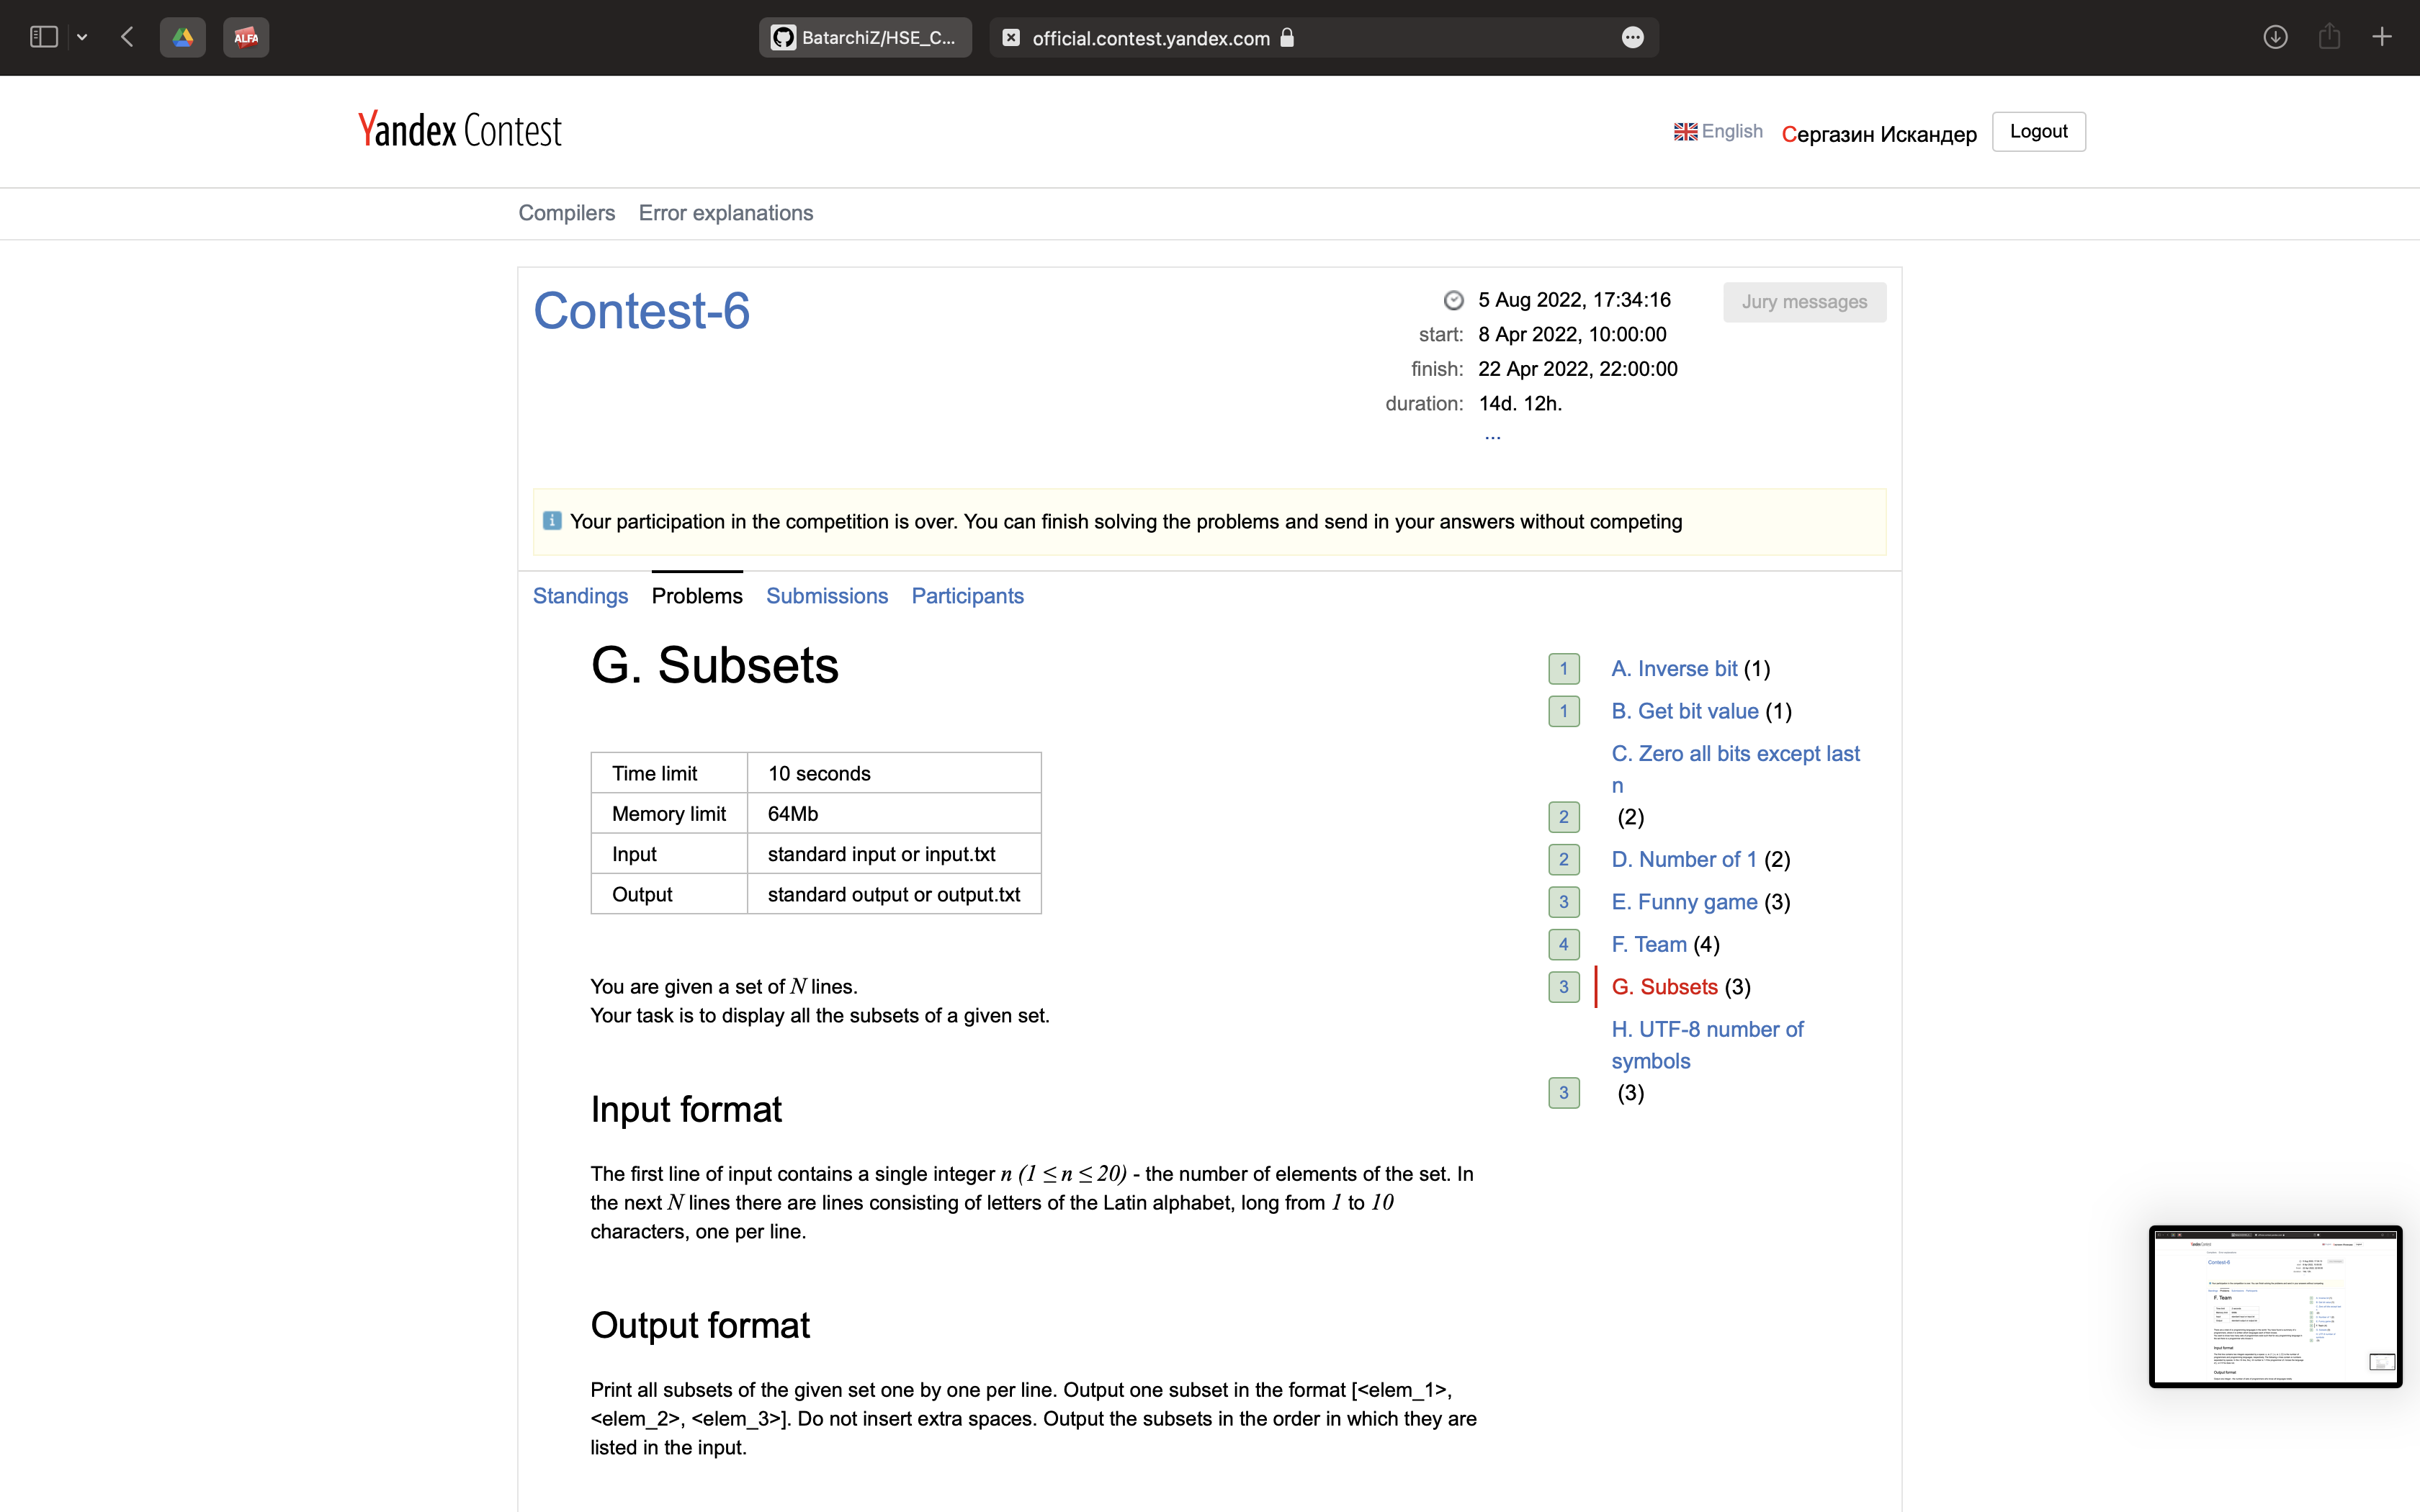 ALFA
BatarchiZ/HSE_C...
official.contest.yandex.com
Yandex Contest
English
Сергазин Искандер
Logout
Compilers
Error explanations
Contest-6
5 Aug 2022, 17:34:16
start: 8 Apr 2022, 10:00:00
finish: 22 Apr 2022, 22:00:00
duration: 14d. 12h.
...
Jury messages
Your participation in the competition is over. You can finish solving the problems and send in your answers without competing
Standings
Problems
Submissions
Participants
G. Subsets
Time limit 10 seconds
Memory limit 64Mb
Input standard input or input.txt
Output standard output or output.txt
You are given a set of N lines.
Your task is to display all the subsets of a given set.
Input format
The first line of input contains a single integer n (1 ≤ n ≤ 20) - the number of elements of the set. In
the next N lines there are lines consisting of letters of the Latin alphabet, long from 1 to 10
characters, one per line.
Output format
Print all subsets of the given set one by one per line. Output one subset in the format [<elem_1>,
<elem_2>, <elem_3>]. Do not insert extra spaces. Output the subsets in the order in which they are
listed in the input.
1 A. Inverse bit (1)
1 B. Get bit value (1)
C. Zero all bits except last
n
2 (2)
2 D. Number of 1 (2)
3 E. Funny game (3)
4 F. Team (4)
3 G. Subsets (3)
H. UTF-8 number of
symbols
3 (3)
Contest-6
F. Team